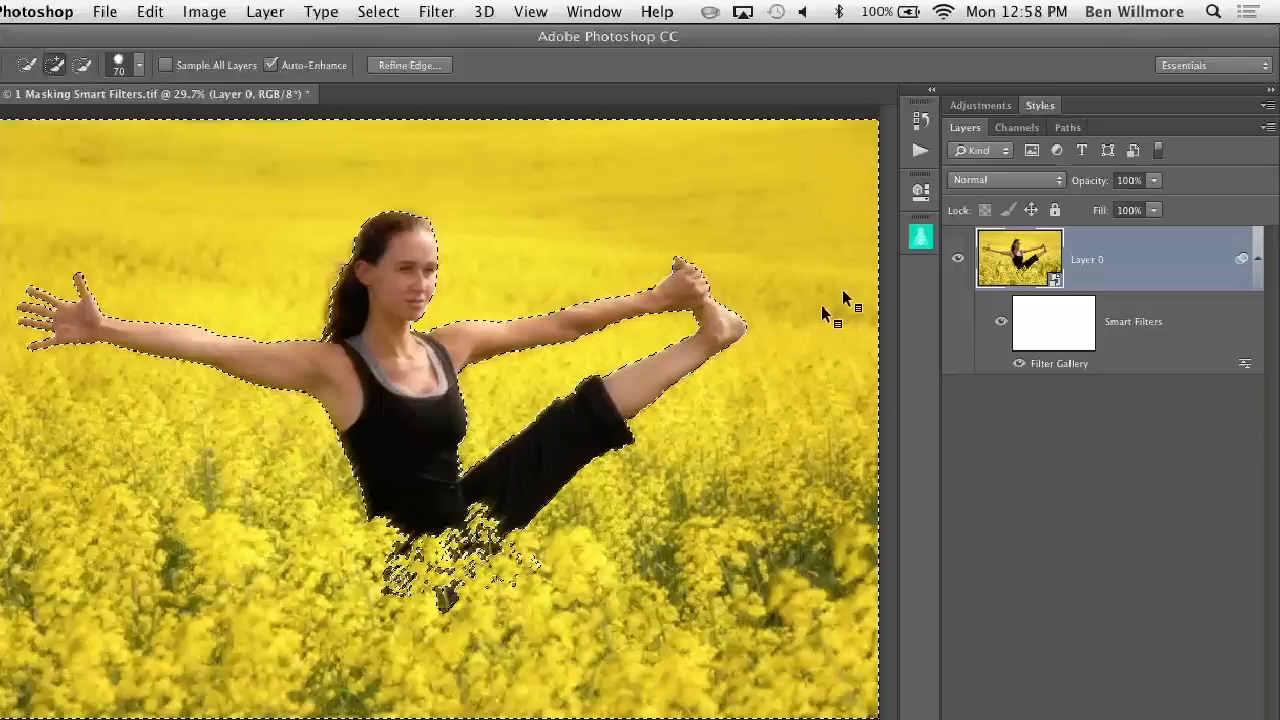 Photoshop File Edit Image Layer Type Select Filter 3D View Window Help 100% Mon 12:58 PM Ben Willmore
Adobe Photoshop CC
70 Sample All Layers Auto-Enhance Refine Edge... Essentials
© 1 Masking Smart Filters.tif @ 29.7% (Layer 0, RGB/8*) *
Adjustments Styles
Layers Channels Paths
Kind
Normal Opacity: 100%
Lock: Fill: 100%
Layer 0
Smart Filters
Filter Gallery